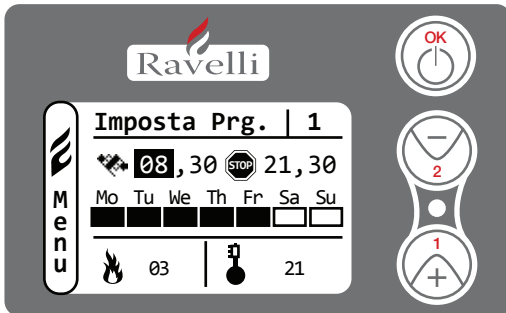 Ravelli
OK
Imposta Prg. | 1
08,30 STOP 21,30
Mo Tu We Th Fr Sa Su
Menu
03 21
2
1